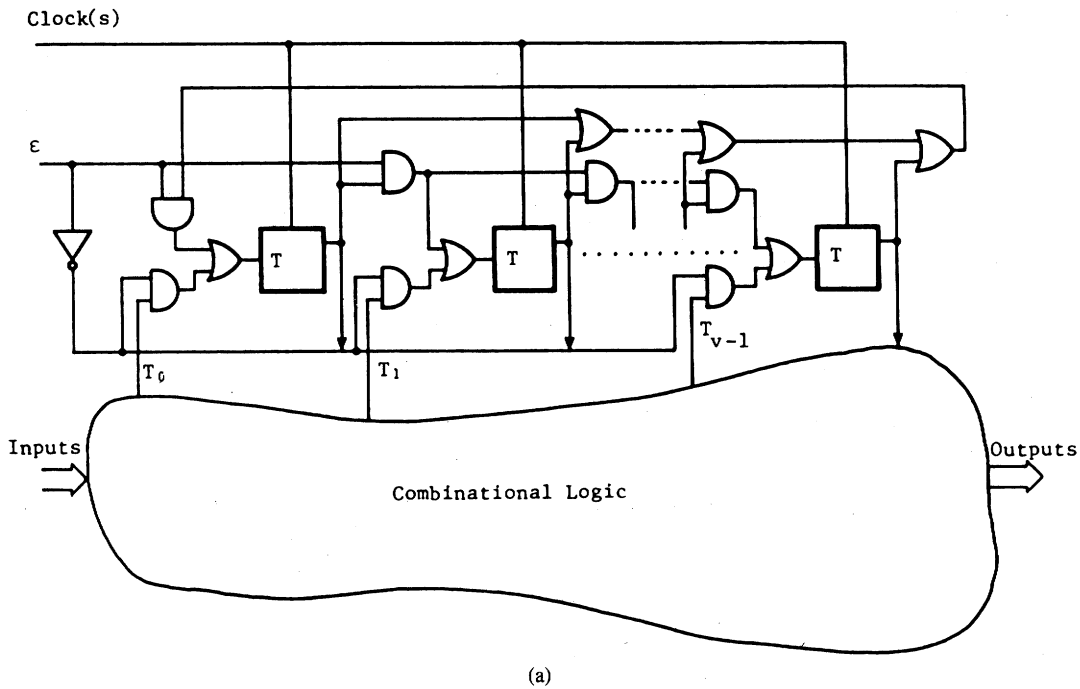 Clock(s)
ε
T
T
T
T₀
T₁
Tᵥ₋₁
Inputs
Outputs
Combinational Logic
(a)